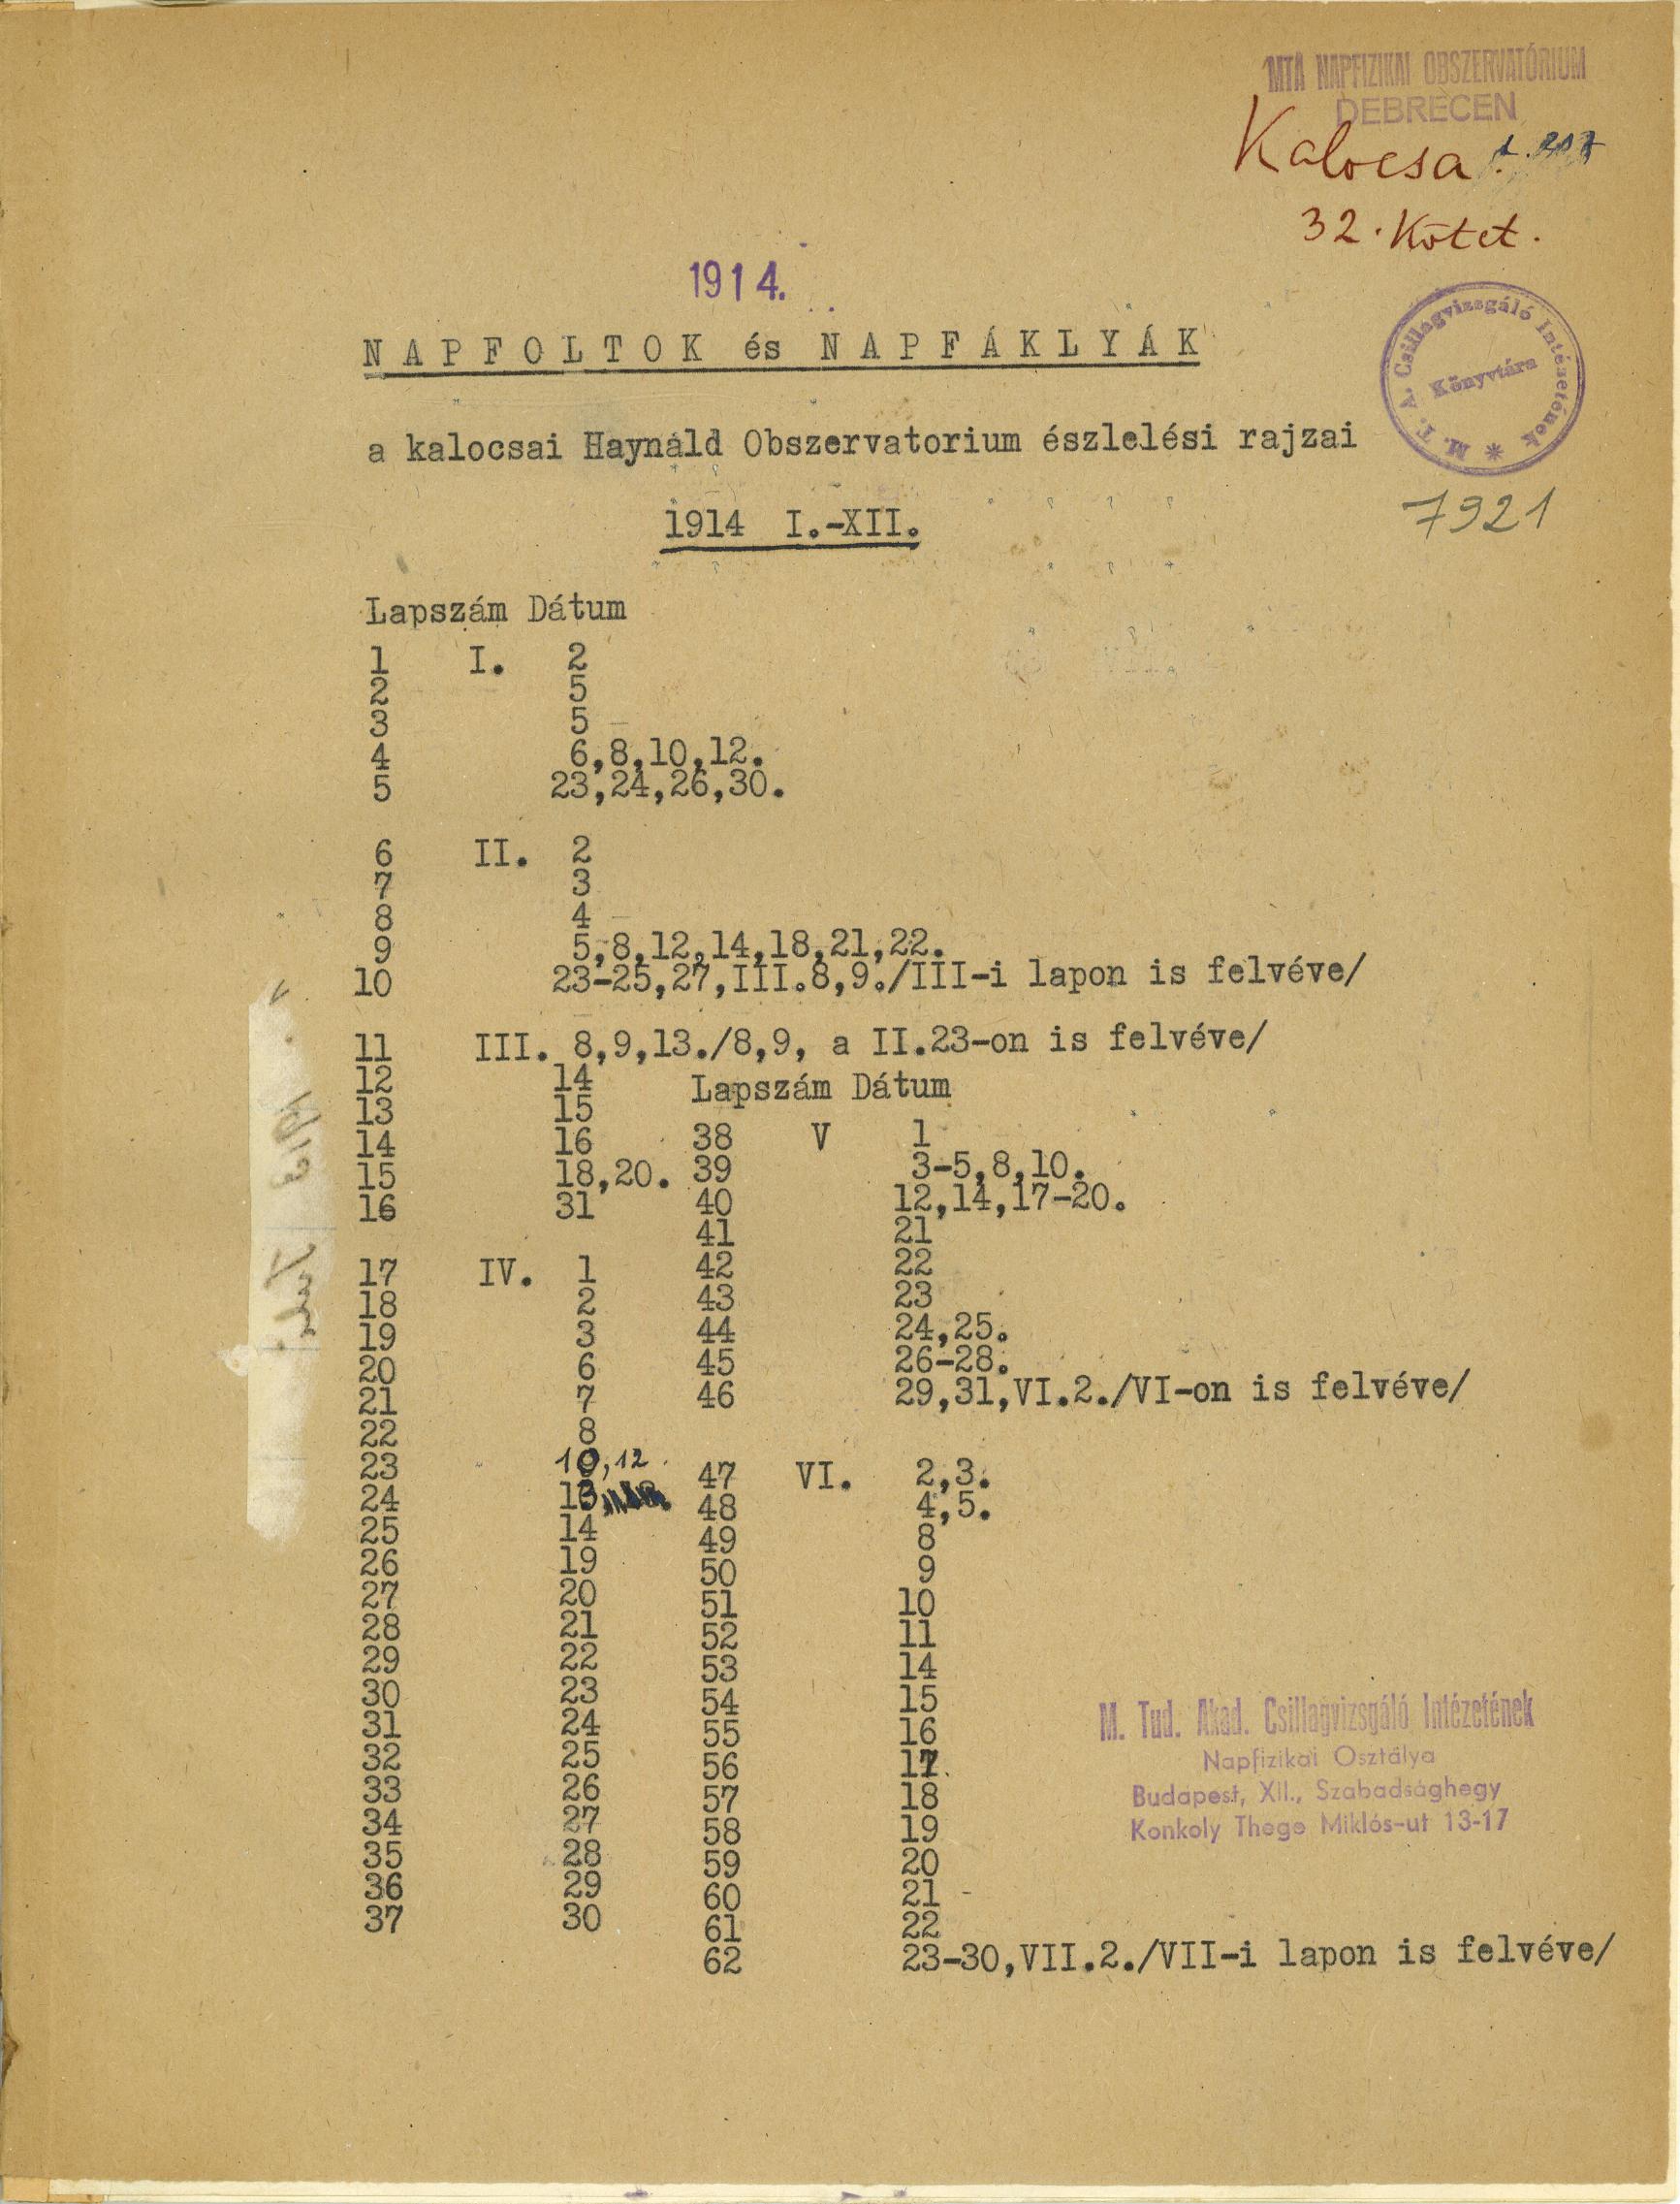 MTA NAPFIZIKAI OBSZERVATÓRIUM
DEBRECEN
Kalocsa
32. Kötet.
1914.
NAPFOLTOK és NAPFÁKLYÁK
M. T. A. Csillagvizsgáló Intézetének
Könyvtára
a kalocsai Haynáld Obszervatorium észlelési rajzai
7921
1914 I.-XII.
Lapszám Dátum
1 I. 2
2 5
3 5
4 6,8,10,12.
5 23,24,26,30.
6 II. 2
7 3
8 4
9 5,8,12,14,18,21,22.
10 23-25,27,III.8,9./III-i lapon is felvéve/
11 III. 8,9,13./8,9, a II.23-on is felvéve/
12 14
13 15
14 16
15 18,20.
16 31
17 IV. 1
18 2
19 3
20 6
21 7
22 8
23 10,12.
24 13
25 14
26 19
27 20
28 21
29 22
30 23
31 24
32 25
33 26
34 27
35 28
36 29
37 30
Lapszám Dátum
38 V 1
39 3-5,8,10.
40 12,14,17-20.
41 21
42 22
43 23
44 24,25.
45 26-28.
46 29,31,VI.2./VI-on is felvéve/
47 VI. 2,3.
48 4,5.
49 8
50 9
51 10
52 11
53 14
54 15
55 16
56 17.
57 18
58 19
59 20
60 21 -
61 22
62 23-30,VII.2./VII-i lapon is felvéve/
M. Tud. Akad. Csillagvizsgáló Intézetének
Napfizikai Osztálya
Budapest, XII., Szabadsághegy
Konkoly Thege Miklós-ut 13-17